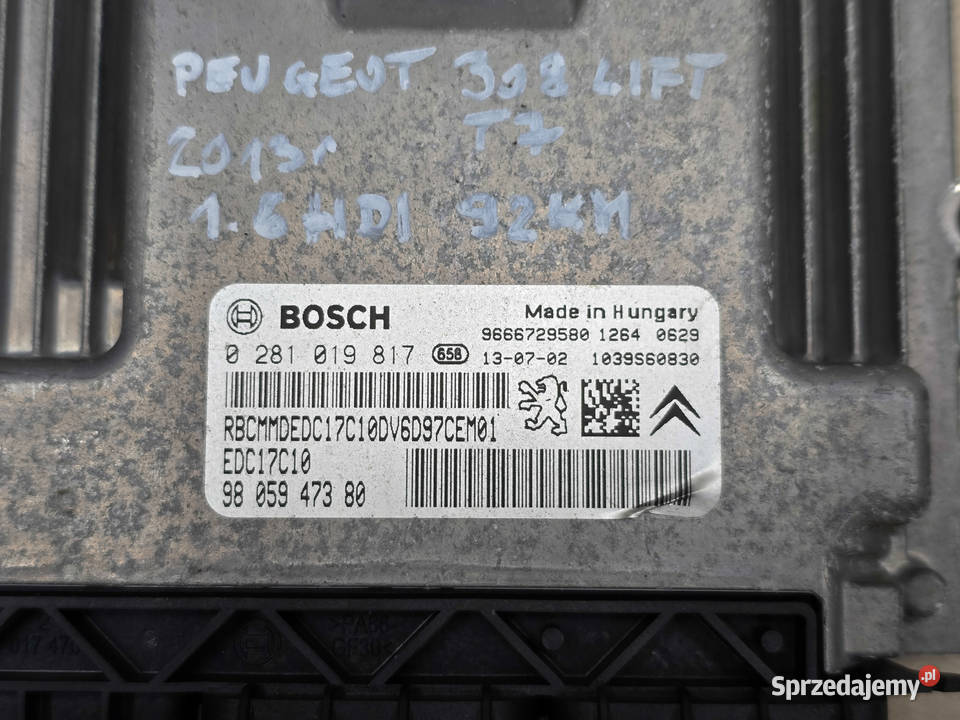 PEUGEOT 308 LIFT
T7
2013r
1.6 HDI 92KM
BOSCH
Made in Hungary
9666729580 1264 0629
0 281 019 817 658 13-07-02 1039S60830
RBCMMDEDC17C10DV6D97CEM01
EDC17C10
98 059 473 80
Sprzedajemy.pl